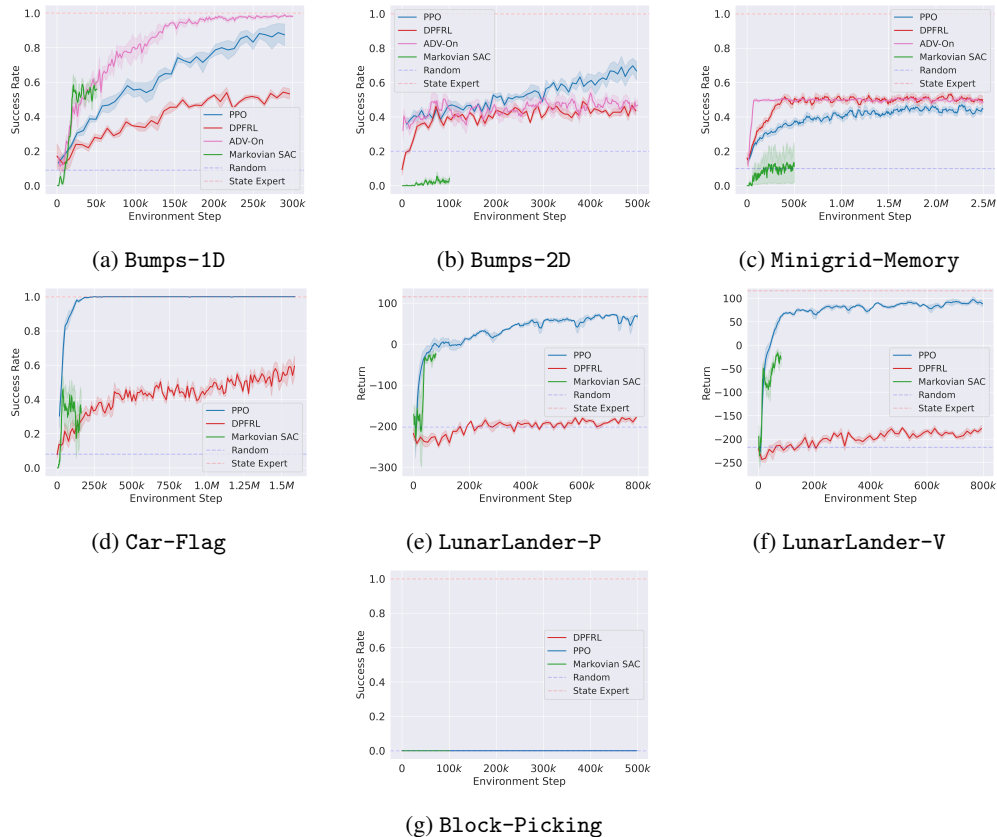 1.0
0.8
0.6
0.4
0.2
0.0
Success Rate
0
50k
100k
150k
200k
250k
300k
Environment Step
PPO
DPFRL
ADV-On
Markovian SAC
Random
State Expert
(a) Bumps-1D
1.0
0.8
0.6
0.4
0.2
0.0
Success Rate
0
100k
200k
300k
400k
500k
Environment Step
PPO
DPFRL
ADV-On
Markovian SAC
Random
State Expert
(b) Bumps-2D
1.0
0.8
0.6
0.4
0.2
0.0
Success Rate
0
500k
1.0M
1.5M
2.0M
2.5M
Environment Step
PPO
DPFRL
ADV-On
Markovian SAC
Random
State Expert
(c) Minigrid-Memory
1.0
0.8
0.6
0.4
0.2
0.0
Success Rate
0
250k
500k
750k
1.0M
1.25M
1.5M
Environment Step
PPO
DPFRL
Markovian SAC
Random
State Expert
(d) Car-Flag
100
0
−100
−200
−300
Return
0
200k
400k
600k
800k
Environment Step
PPO
DPFRL
Markovian SAC
Random
State Expert
(e) LunarLander-P
100
50
0
−50
−100
−150
−200
−250
Return
0
200k
400k
600k
800k
Environment Step
PPO
DPFRL
Markovian SAC
Random
State Expert
(f) LunarLander-V
1.0
0.8
0.6
0.4
0.2
0.0
Success Rate
0
100k
200k
300k
400k
500k
Environment Step
DPFRL
PPO
Markovian SAC
Random
State Expert
(g) Block-Picking